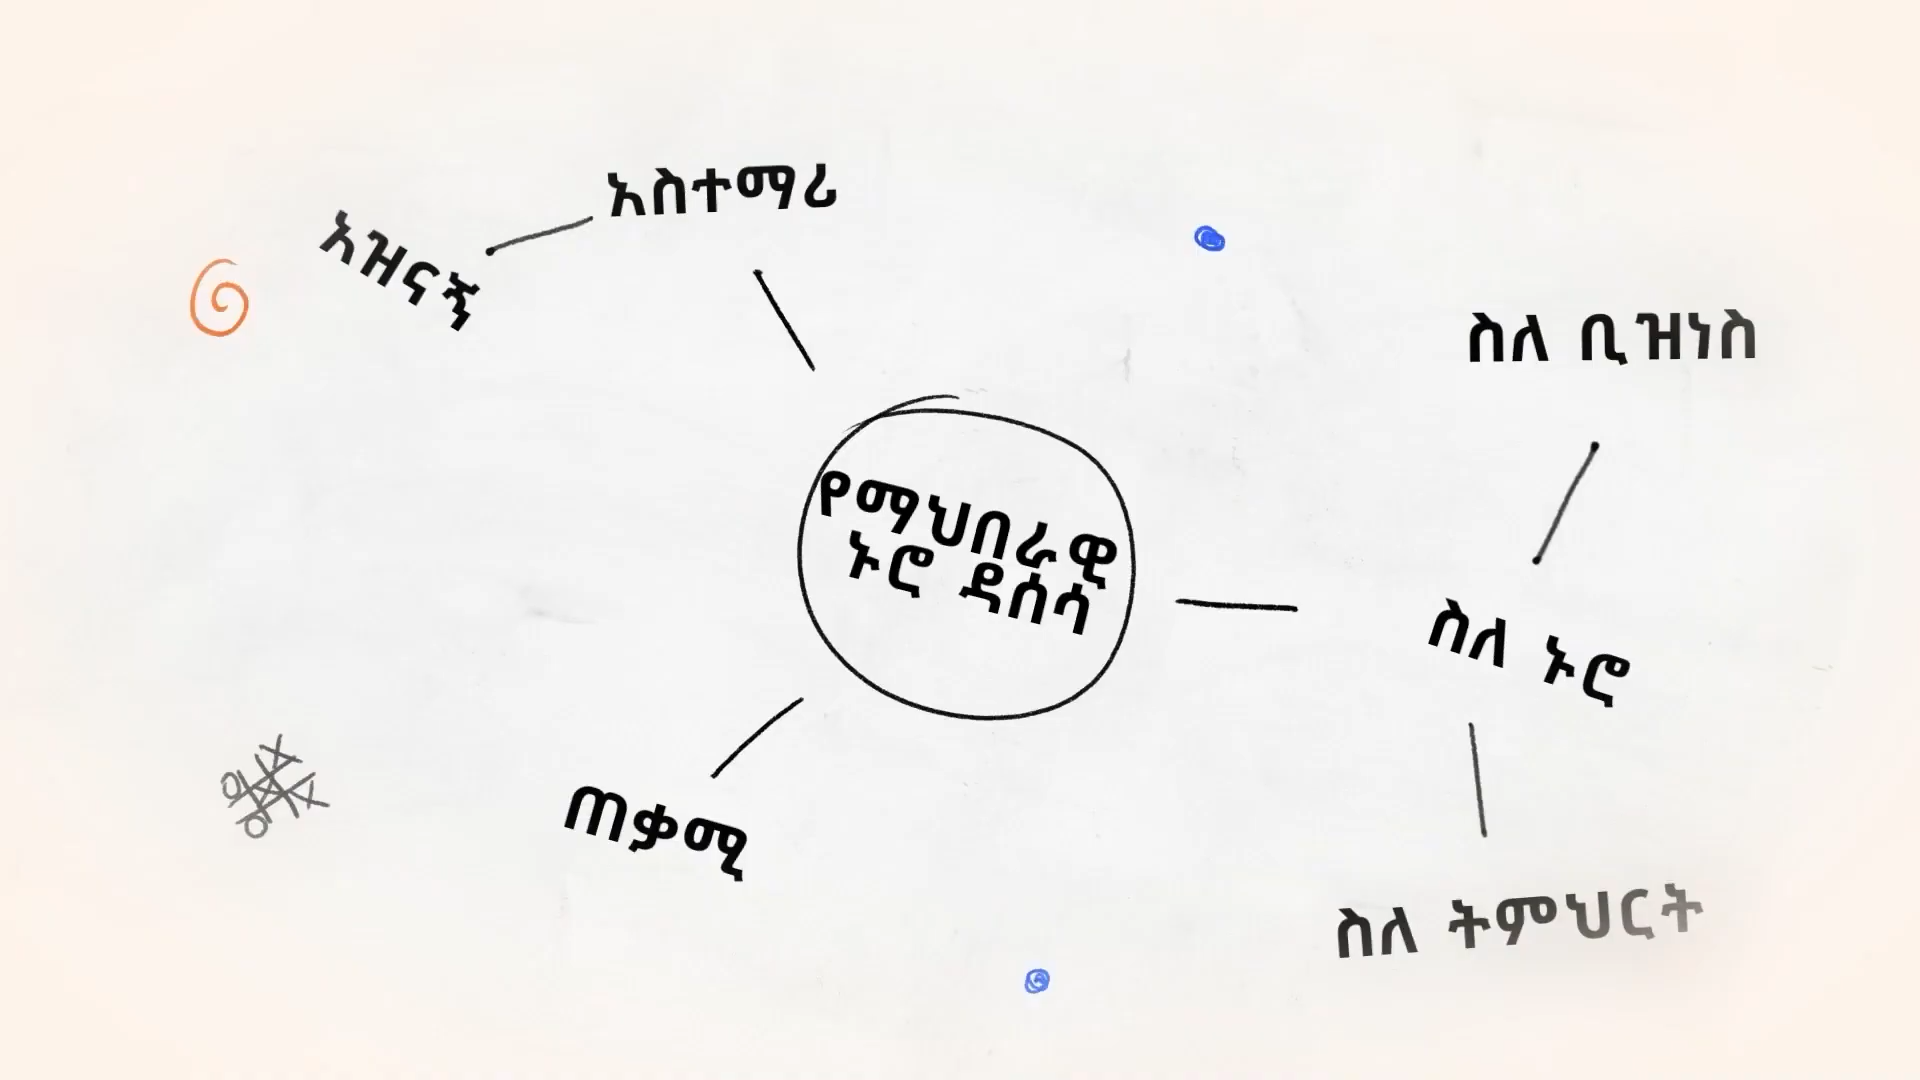 አስተማሪ
አዝናኝ
ስለ ቢዝነስ
የማህበራዊ
ኑሮ ዳሰሳ
ስለ ኑሮ
ጠቃሚ
ስለ ትምህርት